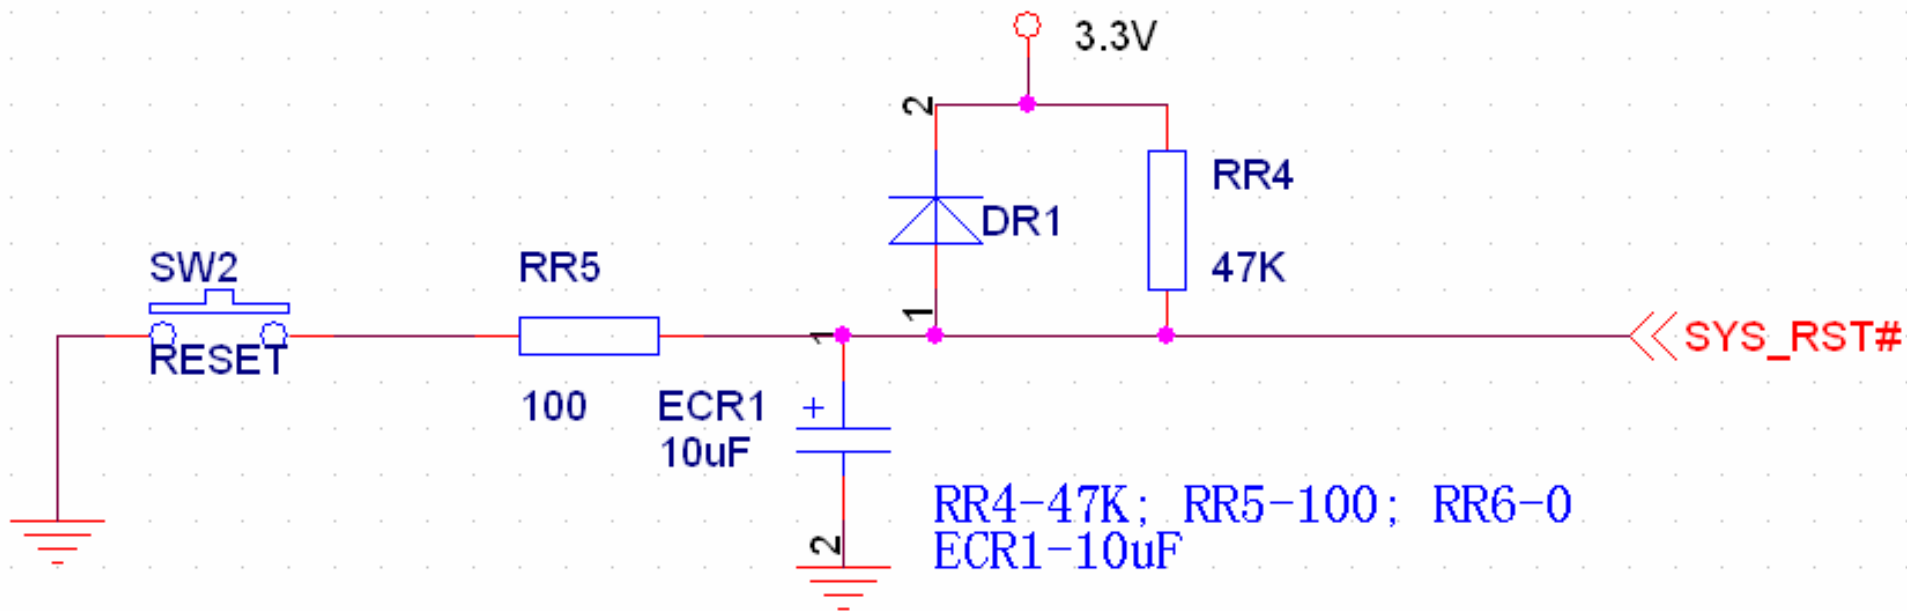 3.3V
2
RR4
DR1
47K
SW2
RR5
1
1
RESET
SYS_RST#
100
ECR1
+
10uF
RR4-47K; RR5-100; RR6-0
ECR1-10uF
2